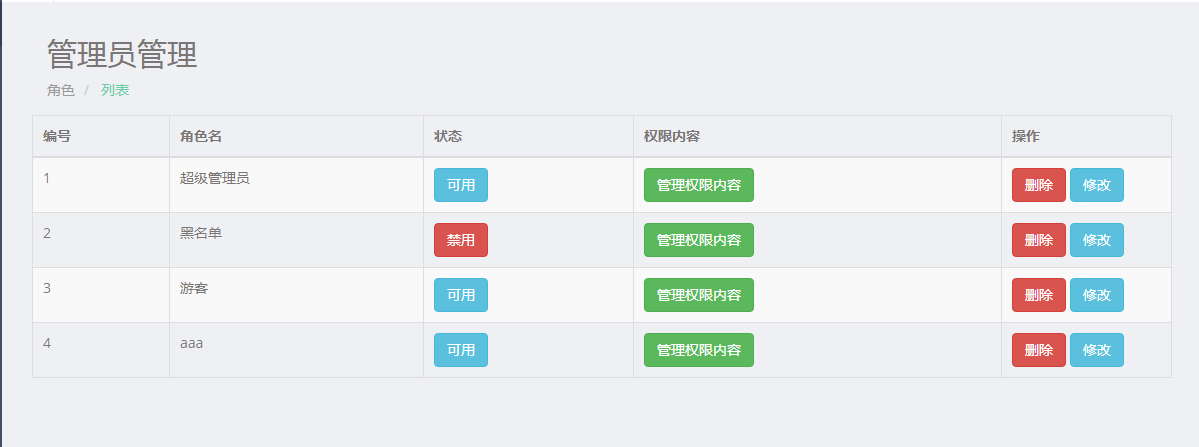 管理员管理
角色 / 列表
编号 角色名 状态 权限内容 操作
1 超级管理员 可用 管理权限内容 删除 修改
2 黑名单 禁用 管理权限内容 删除 修改
3 游客 可用 管理权限内容 删除 修改
4 aaa 可用 管理权限内容 删除 修改